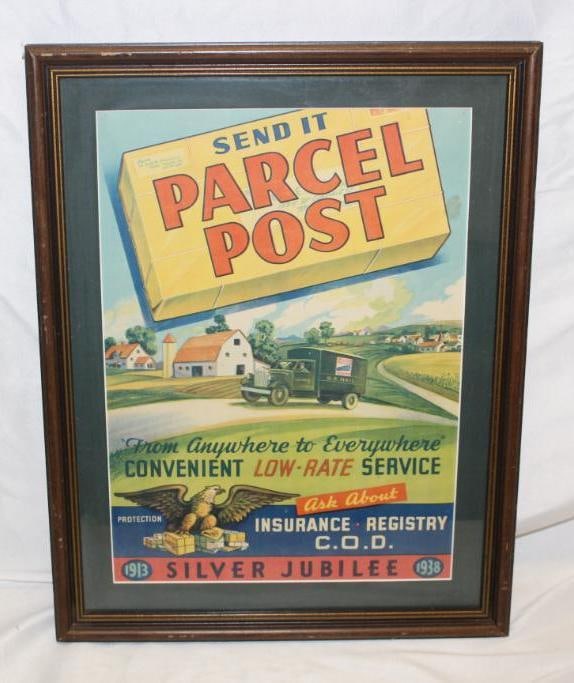 SEND IT
PARCEL
POST
"From Anywhere to Everywhere"
CONVENIENT LOW-RATE SERVICE
Ask About
PROTECTION
INSURANCE · REGISTRY
C.O.D.
1913 SILVER JUBILEE 1938